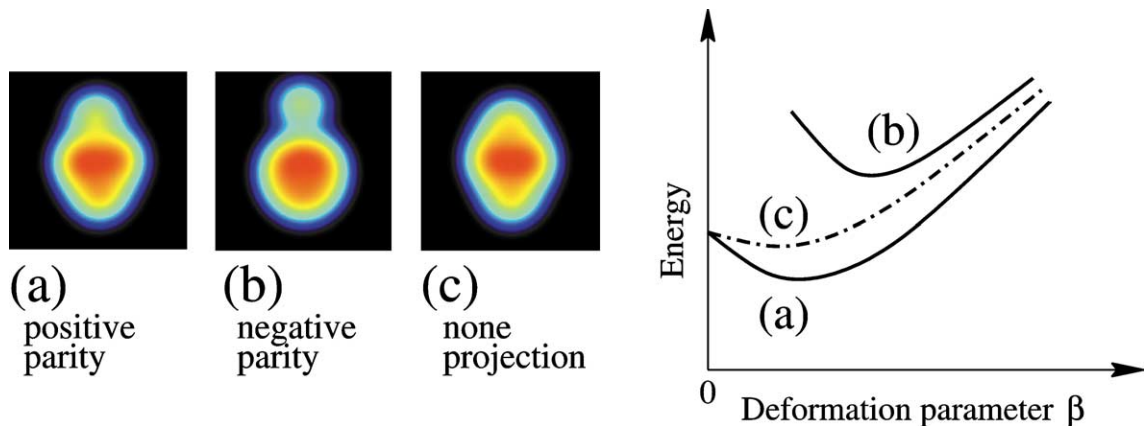 (a)
positive
parity
(b)
negative
parity
(c)
none
projection
Energy
(b)
(c)
(a)
0
Deformation parameter β